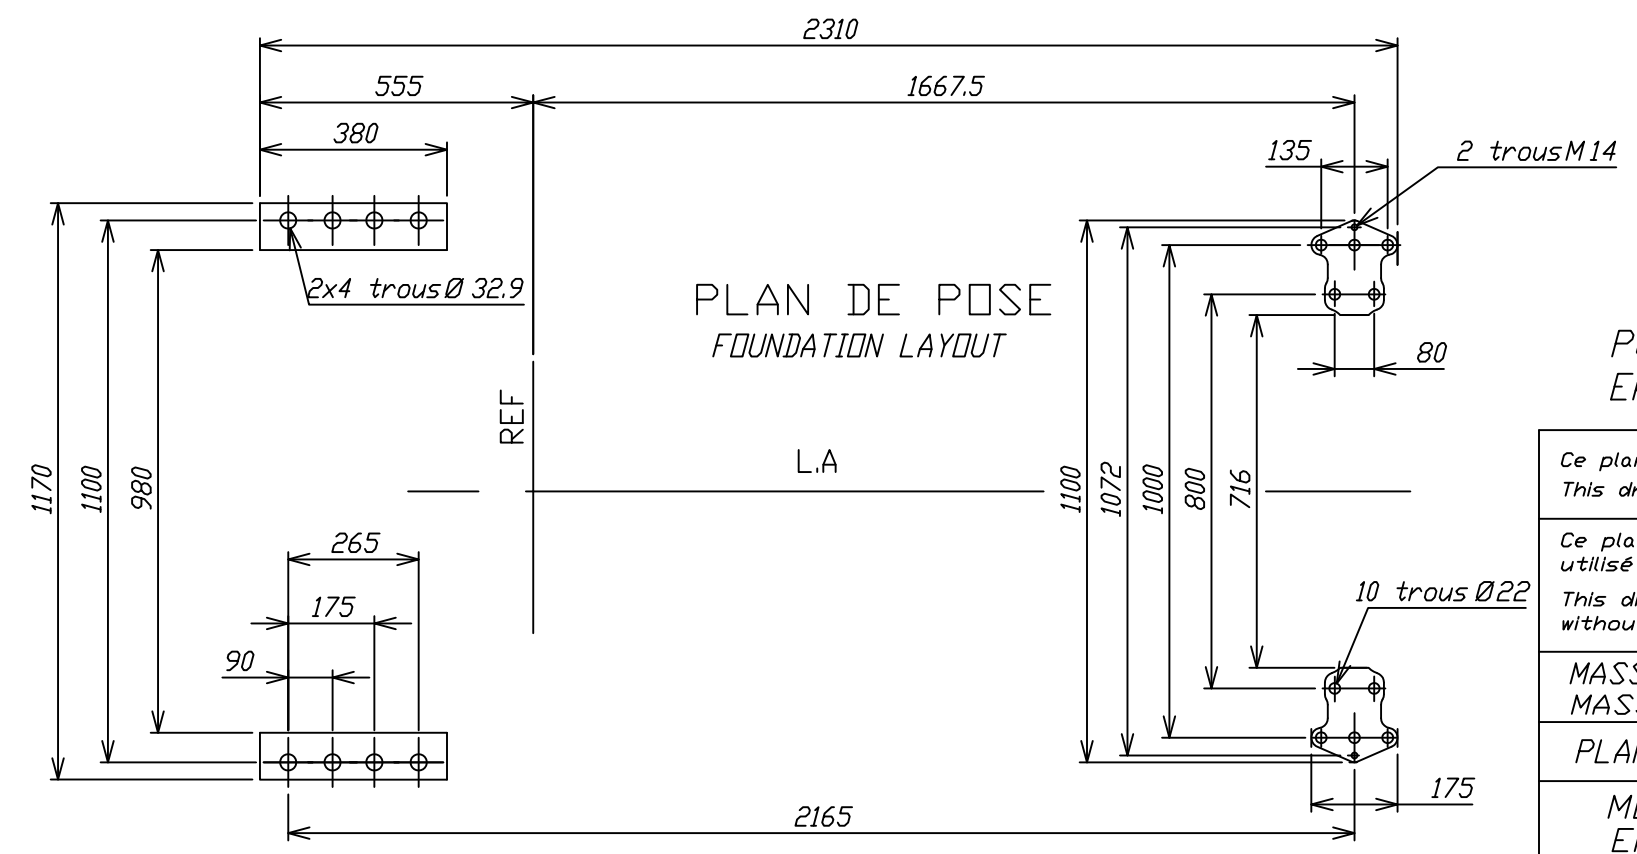 2310
555
1667.5
380
135
2 trous M14
2x4 trous Ø 32.9
PLAN DE POSE
FOUNDATION LAYOUT
80
REF
L.A
1170
1100
980
1100
1072
1000
800
716
265
175
90
10 trous Ø22
175
2165
Ce plan
This dr
Ce pla
utilisé
This d
withou
MASS
MASS
PLAN